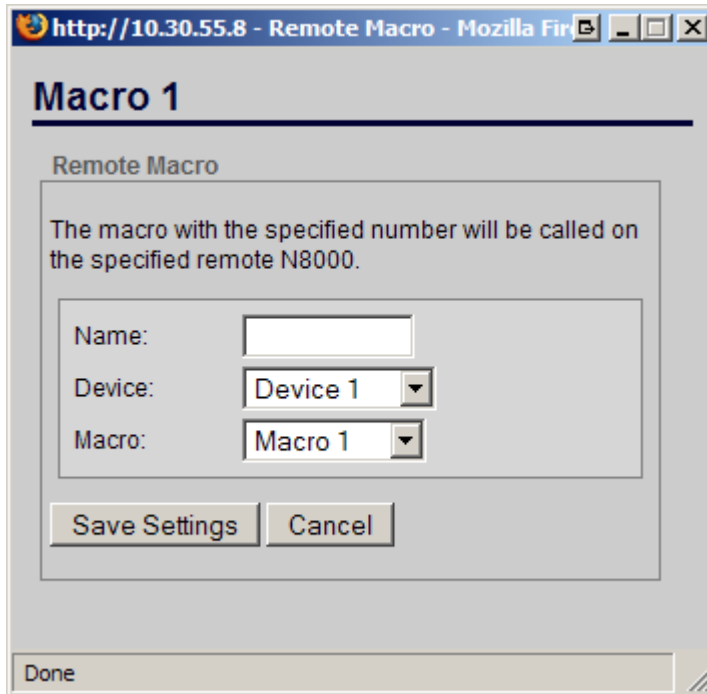 http://10.30.55.8 - Remote Macro - Mozilla Fire
Macro 1
Remote Macro
The macro with the specified number will be called on
the specified remote N8000.
Name:
Device: Device 1
Macro: Macro 1
Save Settings Cancel
Done